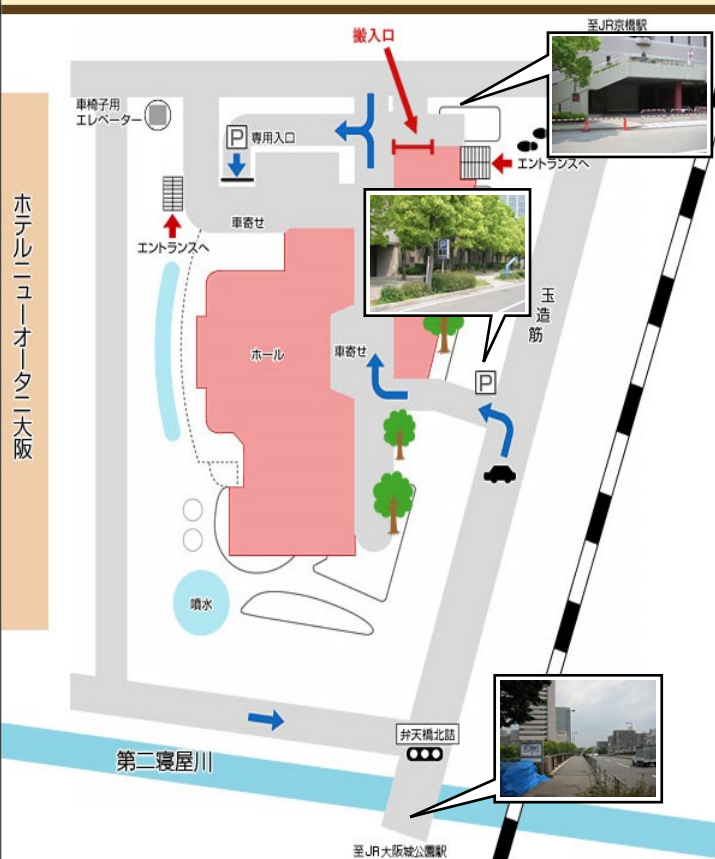 至JR京橋駅
搬入口
車椅子用
エレベーター
P
専用入口
エントランスへ
エントランスへ
車寄せ
ホテルニューオータニ大阪
玉造筋
ホール
車寄せ
P
噴水
弁天橋北詰
第二寝屋川
至JR大阪城公園駅